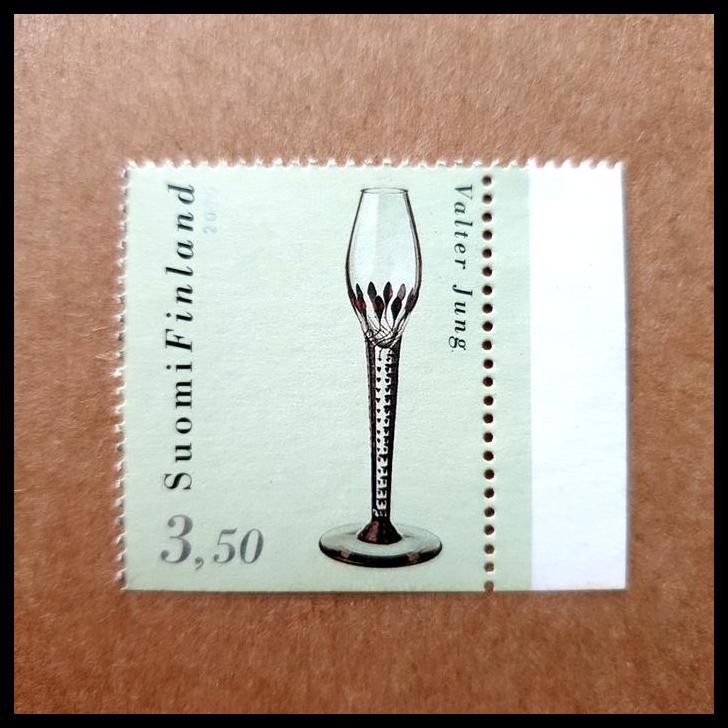 SuomiFinland
Valter Jung
3,50